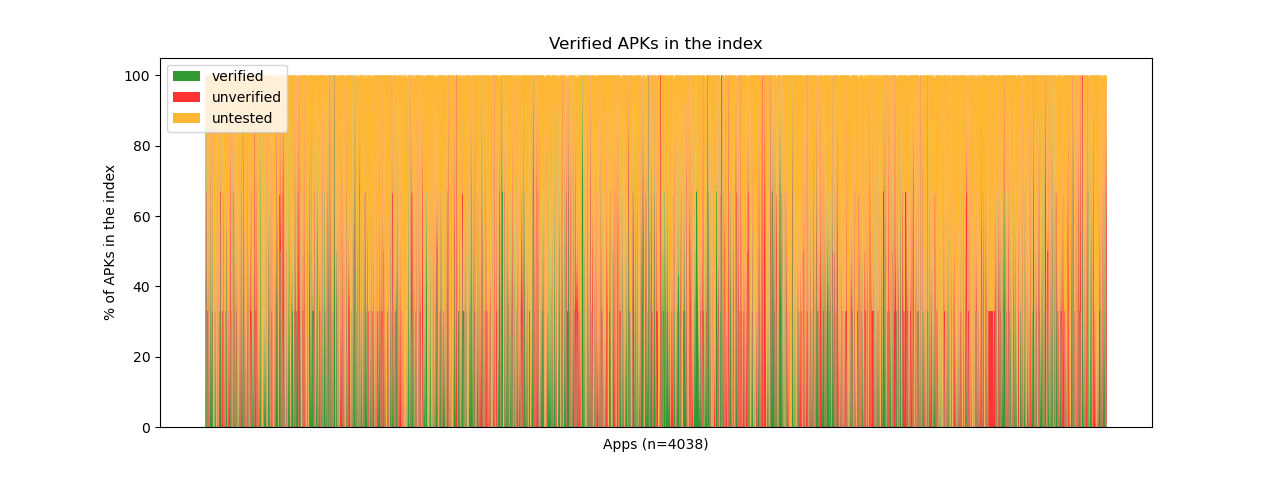 Verified APKs in the index
verified
unverified
untested
100
80
60
40
20
0
% of APKs in the index
Apps (n=4038)